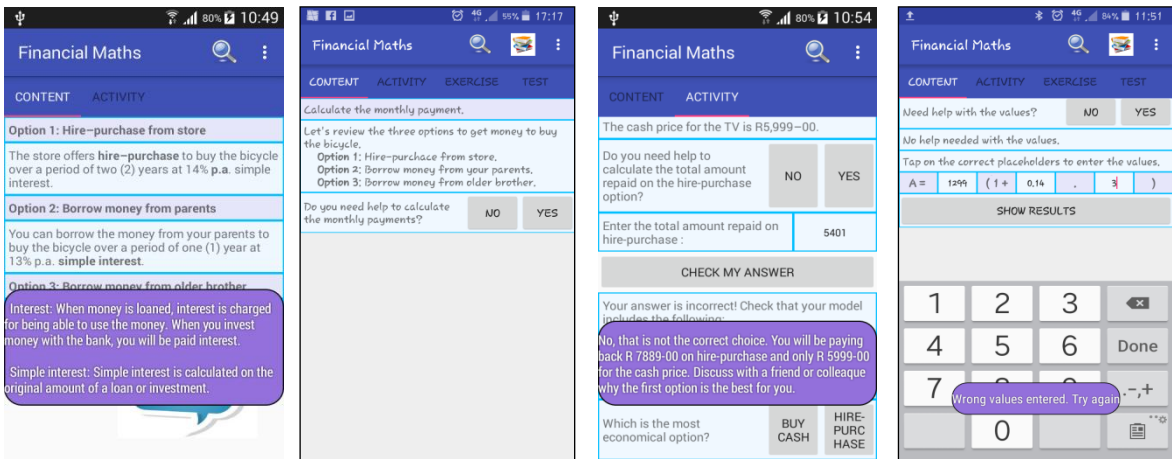 80% 10:49
Financial Maths
CONTENT ACTIVITY
Option 1: Hire-purchase from store
The store offers hire-purchase to buy the bicycle
over a period of two (2) years at 14% p.a. simple
interest.
Option 2: Borrow money from parents
You can borrow the money from your parents to
buy the bicycle over a period of one (1) year at
13% p.a. simple interest.
Option 3: Borrow money from older brother
Interest: When money is loaned, interest is charged
for being able to use the money. When you invest
money with the bank, you will be paid interest.
Simple interest: Simple interest is calculated on the
original amount of a loan or investment.
4G 55% 17:17
Financial Maths
CONTENT ACTIVITY EXERCISE TEST
Calculate the monthly payment.
Let's review the three options to get money to buy
the bicycle.
Option 1: Hire-purchace from store.
Option 2: Borrow money from your parents.
Option 3: Borrow money from older brother.
Do you need help to calculate
the monthly payments?
NO YES
80% 10:54
Financial Maths
CONTENT ACTIVITY
The cash price for the TV is R5,999-00.
Do you need help to
calculate the total amount
repaid on the hire-purchase
option?
NO YES
Enter the total amount repaid on
hire-purchase :
5401
CHECK MY ANSWER
Your answer is incorrect! Check that your model
includes the following:
No, that is not the correct choice. You will be paying
back R 7889-00 on hire-purchase and only R 5999-00
for the cash price. Discuss with a friend or colleaque
why the first option is the best for you.
Which is the most
economical option?
BUY
CASH
HIRE-
PURC
HASE
4G 84% 11:51
Financial Maths
CONTENT ACTIVITY EXERCISE TEST
Need help with the values?
NO YES
No help needed with the values.
Tap on the correct placeholders to enter the values.
A = 1299 ( 1 + 0.14 . 3 )
SHOW RESULTS
1 2 3
4 5 6 Done
7 .-,+
Wrong values entered. Try again
0